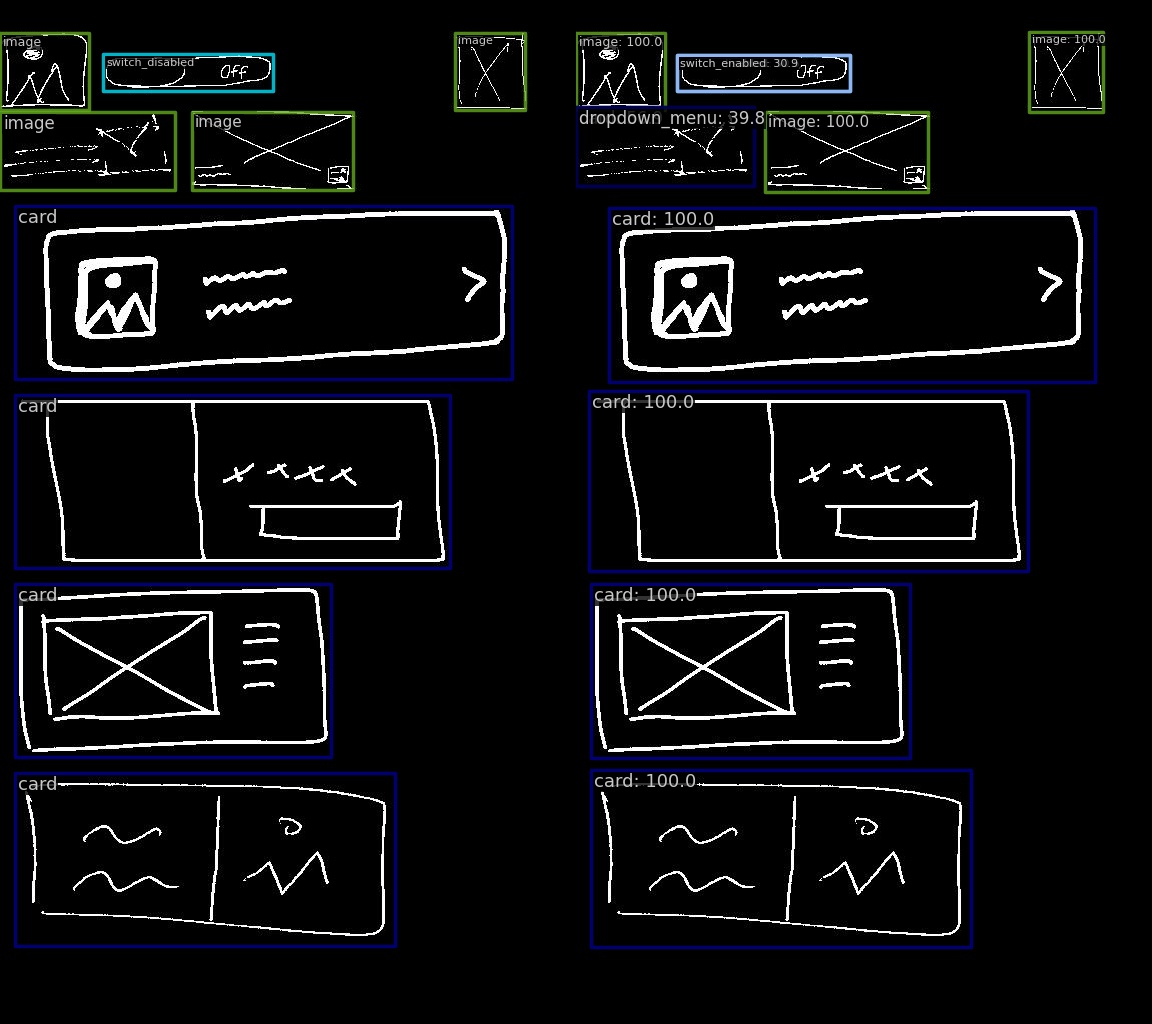 image image image: 100.0 image: 100.0
switch_disabled Off switch_enabled: 30.9 Off
image image dropdown_menu: 39.8 image: 100.0
card card: 100.0
card card: 100.0
x x x x x x x x
card card: 100.0
card card: 100.0